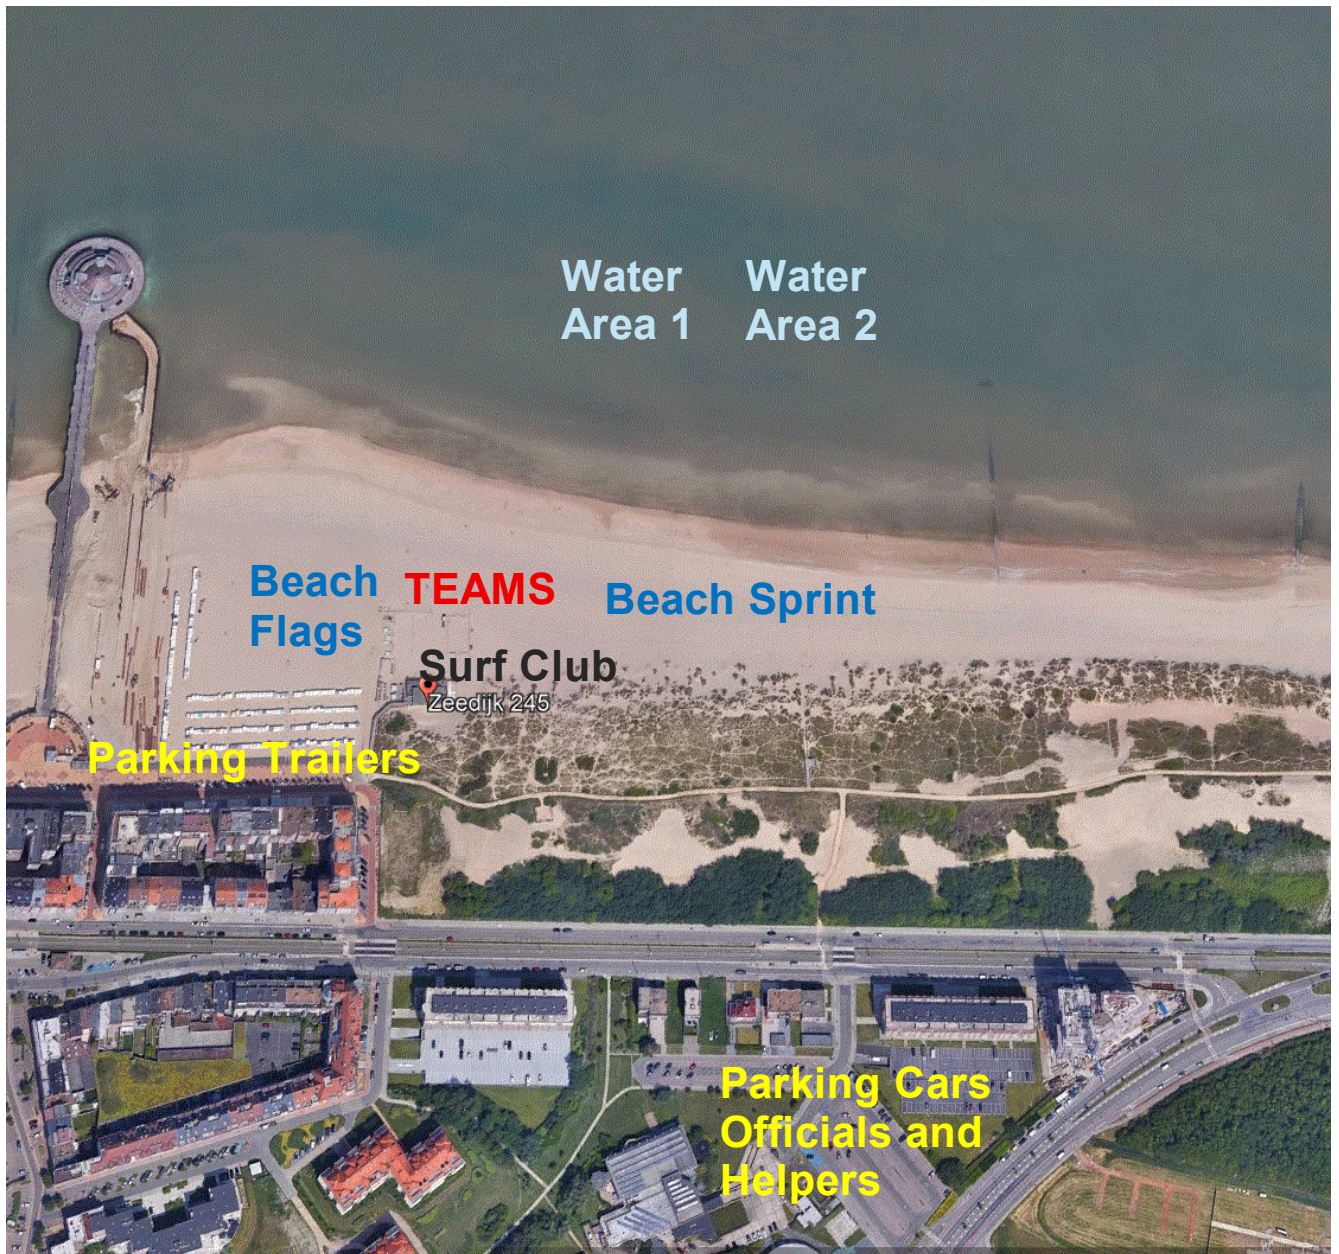 Water
Area 1
Water
Area 2
Beach
Flags
TEAMS
Beach Sprint
Surf Club
Zeedijk 245
Parking Trailers
Parking Cars
Officials and
Helpers